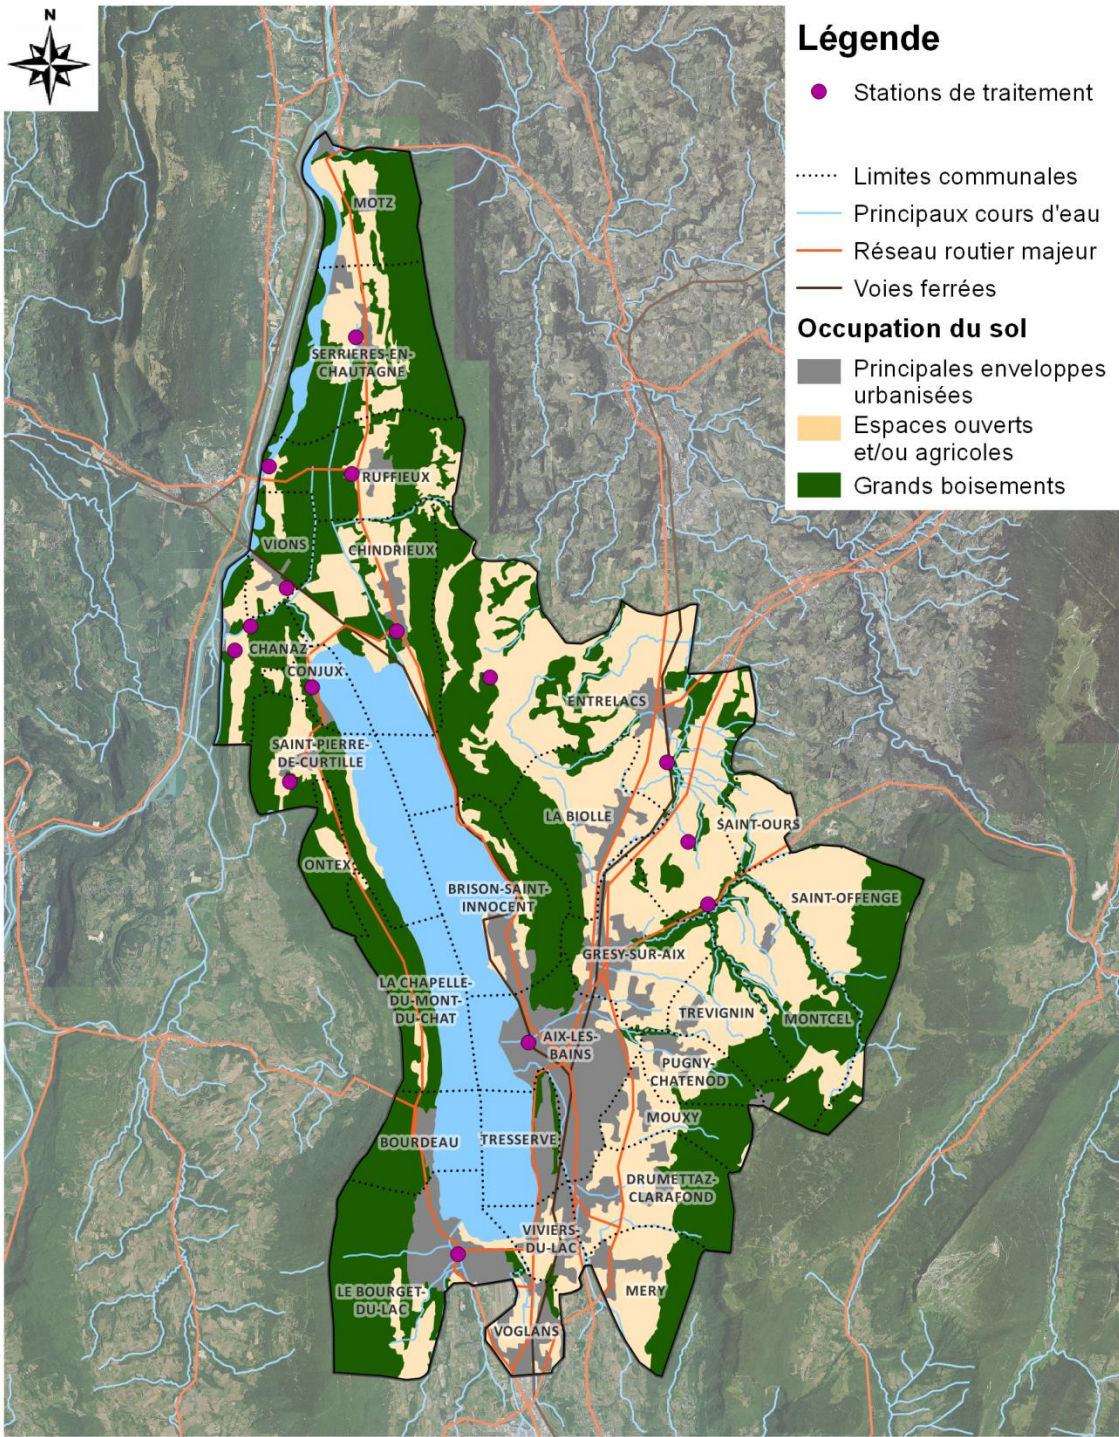 N
Légende
Stations de traitement
Limites communales
Principaux cours d'eau
Réseau routier majeur
Voies ferrées
Occupation du sol
Principales enveloppes
urbanisées
Espaces ouverts
et/ou agricoles
Grands boisements
MOTZ
SERRIERES-EN-
CHAUTAGNE
RUFFIEUX
VIONS
CHINDRIEUX
CHANAZ
CONJUX
ENTRELACS
SAINT-PIERRE-
DE-CURTILLE
LA BIOLLE
SAINT-OURS
ONTEX
BRISON-SAINT-
INNOCENT
SAINT-OFFENGE
GRESY-SUR-AIX
LA CHAPELLE-
DU-MONT-
DU-CHAT
TREVIGNIN
MONTCEL
AIX-LES-
BAINS
PUGNY-
CHATENOD
MOUXY
BOURDEAU
TRESSERVE
DRUMETTAZ-
CLARAFOND
VIVIERS-
DU-LAC
LE BOURGET-
DU-LAC
MERY
VOGLANS